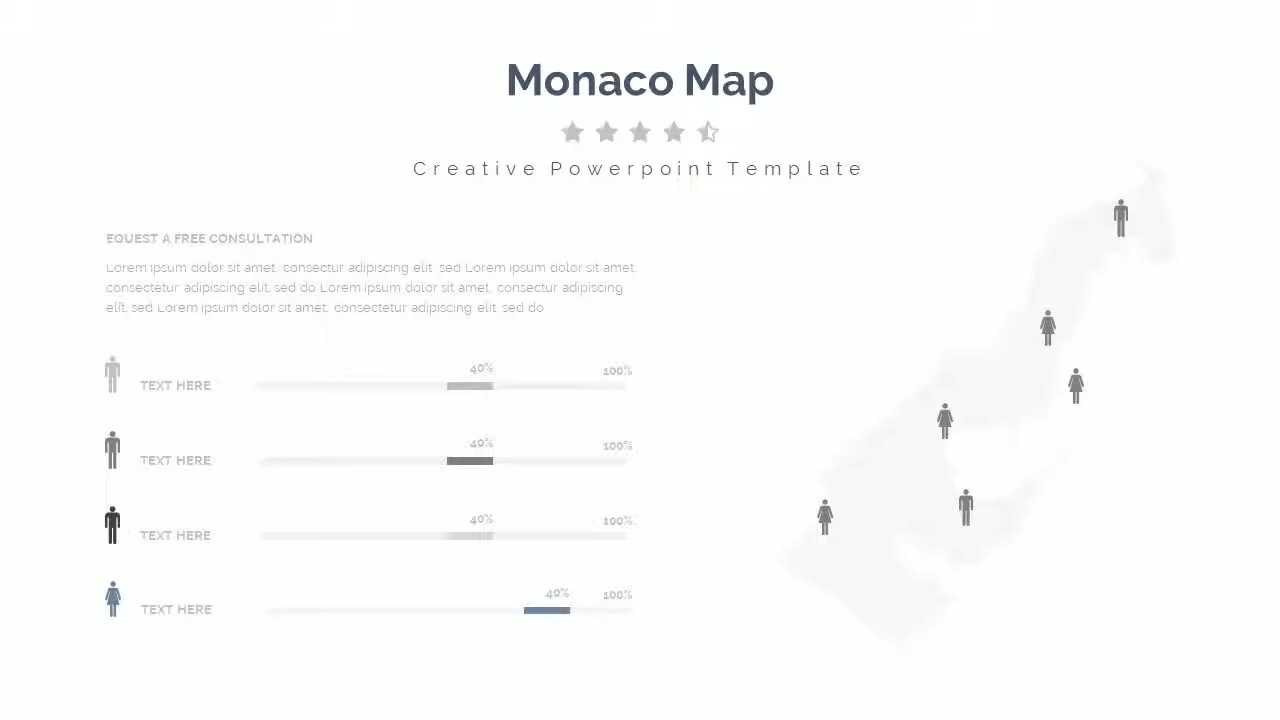 Monaco Map
Creative Powerpoint Template
EQUEST A FREE CONSULTATION
Lorem ipsum dolor sit amet, consectur adipiscing elit, sed Lorem ipsum dolor sit amet,
consectetur adipiscing elit, sed do Lorem ipsum dolor sit amet, consectur adipiscing
elit, sed Lorem ipsum dolor sit amet, consectetur adipiscing elit, sed do
40%
100%
TEXT HERE
40%
100%
TEXT HERE
40%
100%
TEXT HERE
40%
100%
TEXT HERE